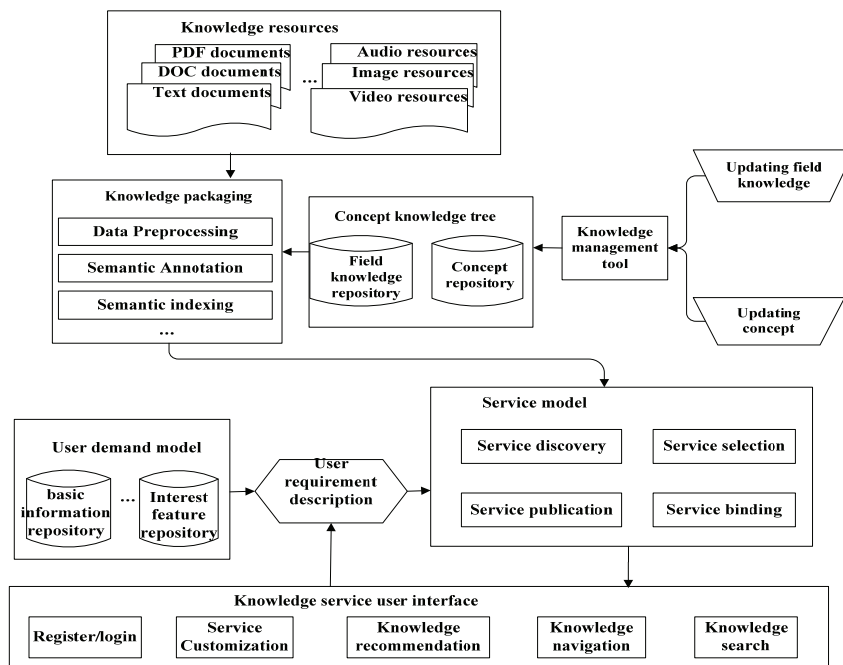 Knowledge resources
PDF documents
DOC documents
Text documents
...
Audio resources
Image resources
Video resources
Knowledge packaging
Data Preprocessing
Semantic Annotation
Semantic indexing
...
Concept knowledge tree
Field
knowledge
repository
Concept
repository
Knowledge
management
tool
Updating field
knowledge
Updating
concept
Service model
Service discovery
Service selection
Service publication
Service binding
User demand model
basic
information
repository
...
Interest
feature
repository
User
requirement
description
Knowledge service user interface
Register/login
Service
Customization
Knowledge
recommendation
Knowledge
navigation
Knowledge
search